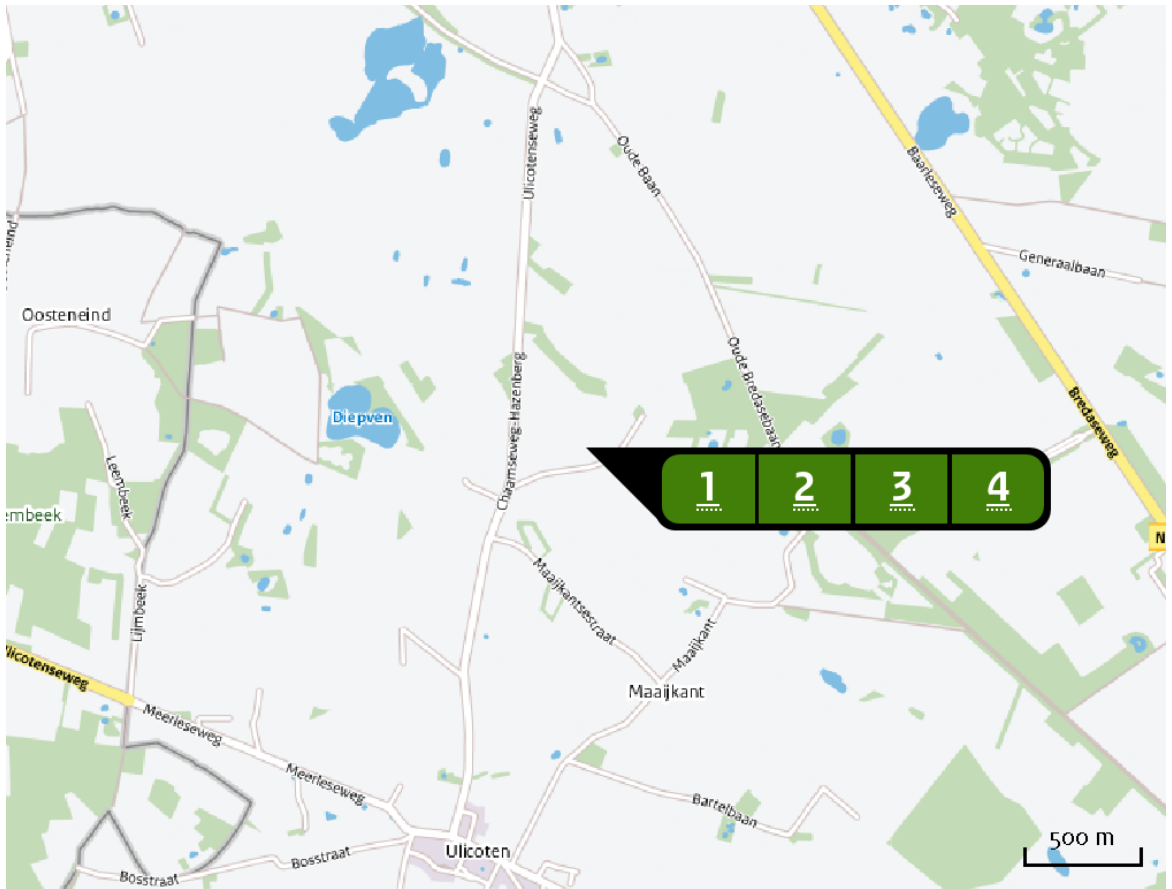 Ulicotenseweg
Oude Baan
Baarleseweg
Generaalbaan
Oosteneind
Oude Bredasebaan
Chaamseweg-Hazenberg
Diepven
Bredaseweg
1 2 3 4
Leembeek
embeek
N
Maaijkantsestraat
Lijmbeek
Maaijkant
Ulicotenseweg
Maaijkant
Meerleseweg
Meerleseweg
Bartelbaan
500 m
Ulicoten
Bosstraat
Bosstraat